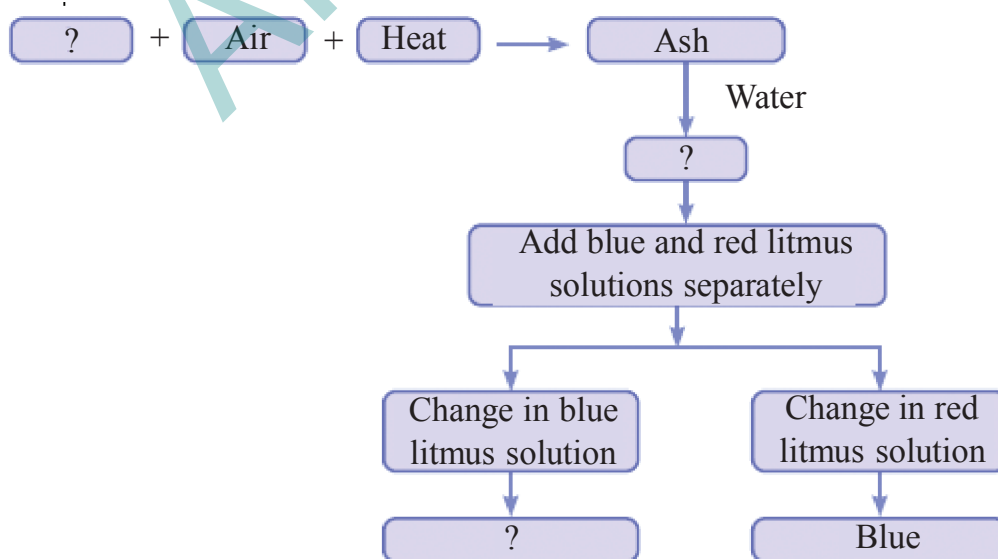 ? + Air + Heat Ash
Water
?
Add blue and red litmus
solutions separately
Change in blue
litmus solution
Change in red
litmus solution
? Blue